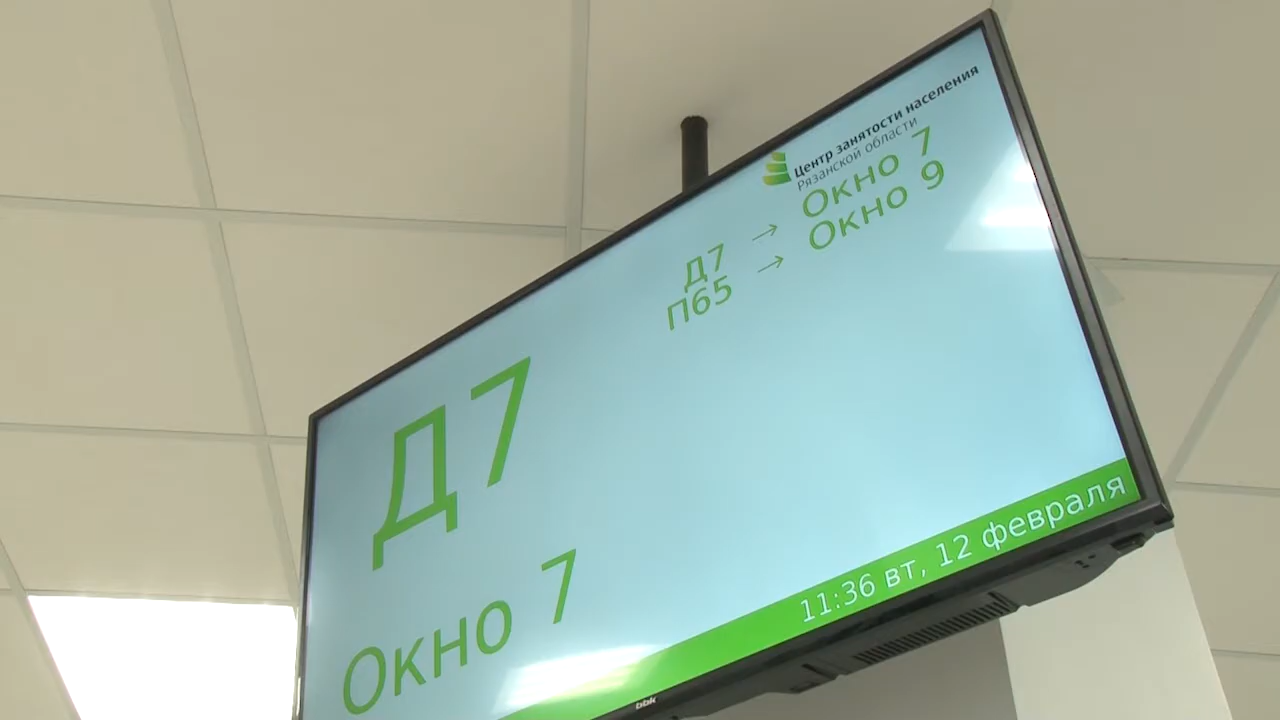 Центр занятости населения
Рязанской области
Д7 → Окно 7
П65 → Окно 9
Д7
Окно 7
11:36 вт, 12 февраля
bbk